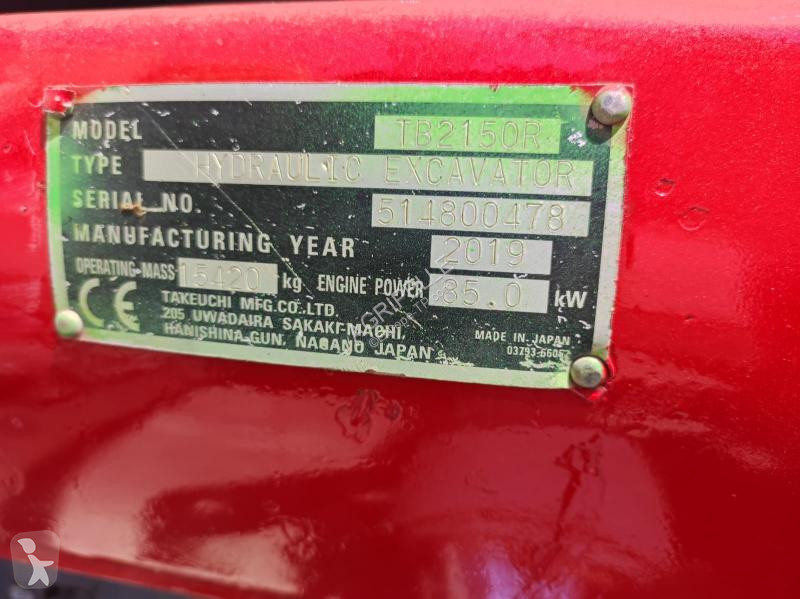 MODEL TB2150R
TYPE HYDRAULIC EXCAVATOR
SERIAL NO. 514800478
MANUFACTURING YEAR 2019
OPERATING MASS 15420 kg ENGINE POWER 85.0 kW
CE TAKEUCHI MFG.CO.,LTD.
205 UWADAIRA SAKAKI-MACHI,
HANISHINA-GUN, NAGANO JAPAN
MADE IN JAPAN